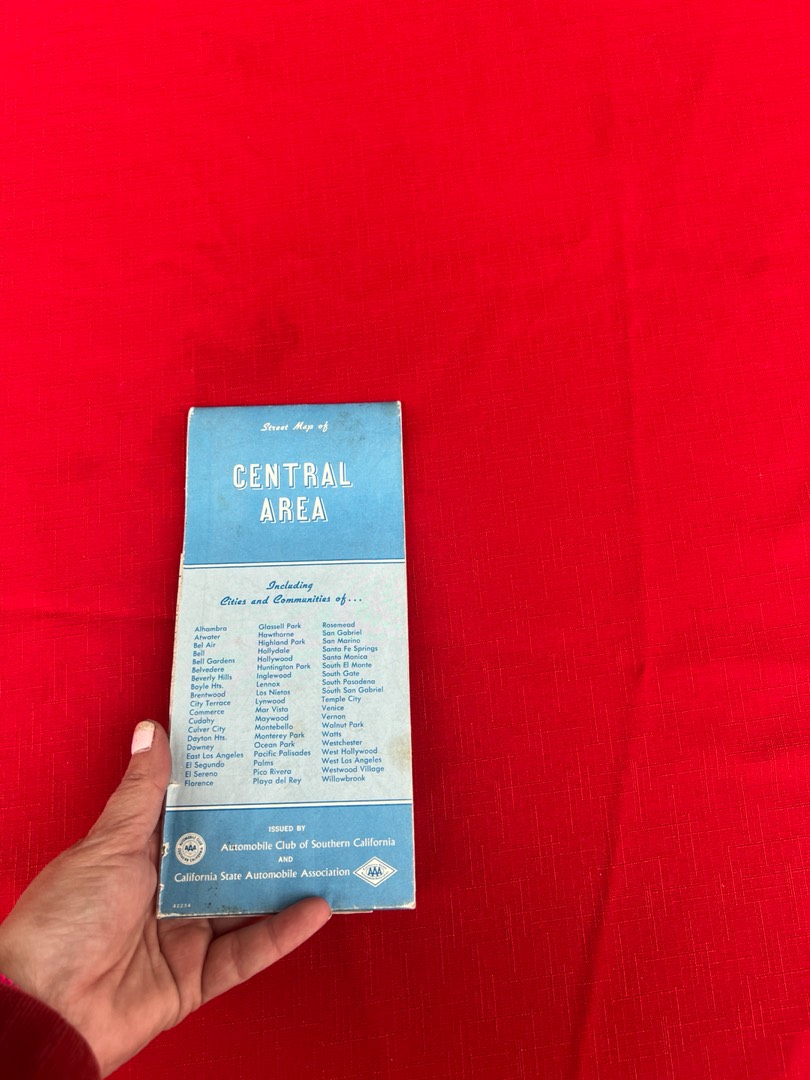 Street Map of
CENTRAL
AREA
Including
Cities and Communities of...
Alhambra
Atwater
Bel Air
Bell
Bell Gardens
Belvedere
Beverly Hills
Boyle Hts.
Brentwood
City Terrace
Commerce
Cudahy
Culver City
Dayton Hts.
Downey
East Los Angeles
El Segundo
El Sereno
Florence
Glassell Park
Hawthorne
Highland Park
Hollydale
Hollywood
Huntington Park
Inglewood
Lennox
Los Nietos
Lynwood
Mar Vista
Maywood
Montebello
Monterey Park
Ocean Park
Pacific Palisades
Palms
Pico Rivera
Playa del Rey
Rosemead
San Gabriel
San Marino
Santa Fe Springs
Santa Monica
South El Monte
South Gate
South Pasadena
South San Gabriel
Temple City
Venice
Vernon
Walnut Park
Watts
Westchester
West Hollywood
West Los Angeles
Westwood Village
Willowbrook
ISSUED BY
Automobile Club of Southern California
AND
California State Automobile Association
AAA
AAA